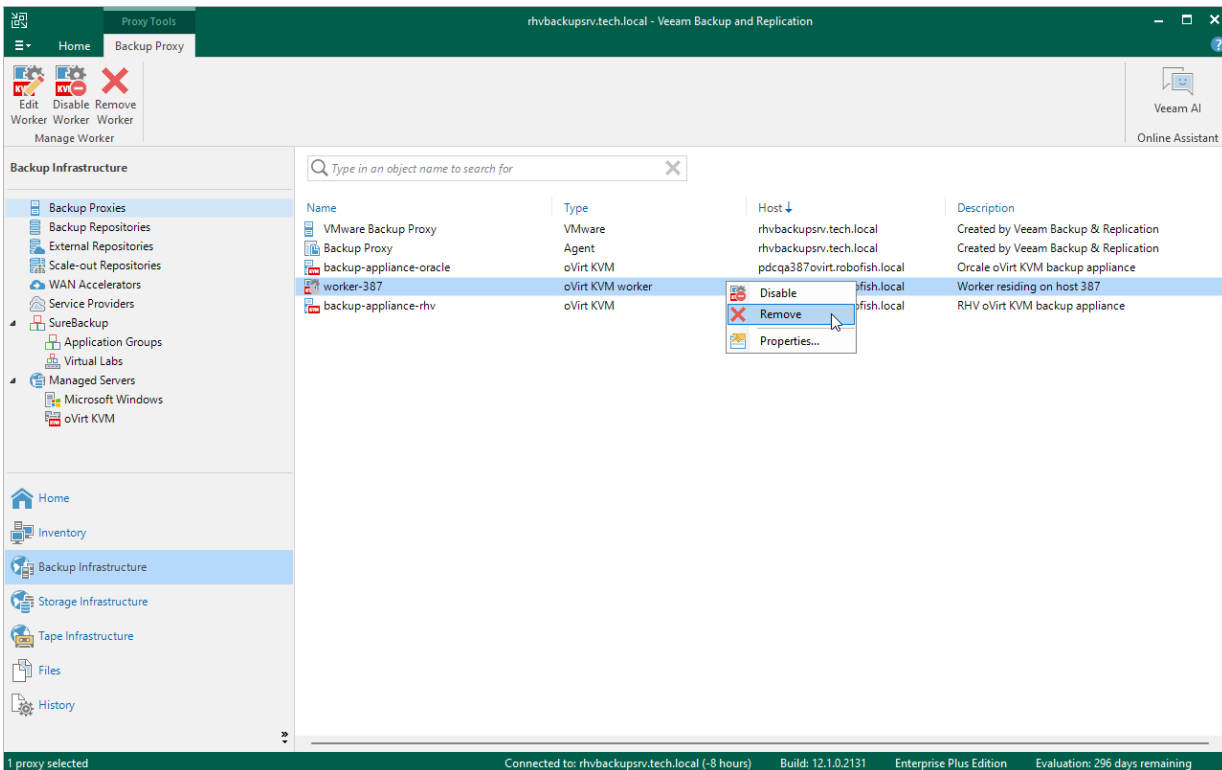 Proxy Tools
rhvbackupsrv.tech.local - Veeam Backup and Replication
Home
Backup Proxy
?
Edit Worker
Disable Worker
Remove Worker
Manage Worker
Veeam AI
Online Assistant
Backup Infrastructure
Backup Proxies
Backup Repositories
External Repositories
Scale-out Repositories
WAN Accelerators
Service Providers
SureBackup
Application Groups
Virtual Labs
Managed Servers
Microsoft Windows
oVirt KVM
Home
Inventory
Backup Infrastructure
Storage Infrastructure
Tape Infrastructure
Files
History
Type in an object name to search for
Name Type Host Description
VMware Backup Proxy VMware rhvbackupsrv.tech.local Created by Veeam Backup & Replication
Backup Proxy Agent rhvbackupsrv.tech.local Created by Veeam Backup & Replication
backup-appliance-oracle oVirt KVM pdcqa387ovirt.robofish.local Orcale oVirt KVM backup appliance
worker-387 oVirt KVM worker ofish.local Worker residing on host 387
backup-appliance-rhv oVirt KVM ofish.local RHV oVirt KVM backup appliance
Disable
Remove
Properties...
1 proxy selected
Connected to: rhvbackupsrv.tech.local (-8 hours) Build: 12.1.0.2131 Enterprise Plus Edition Evaluation: 296 days remaining